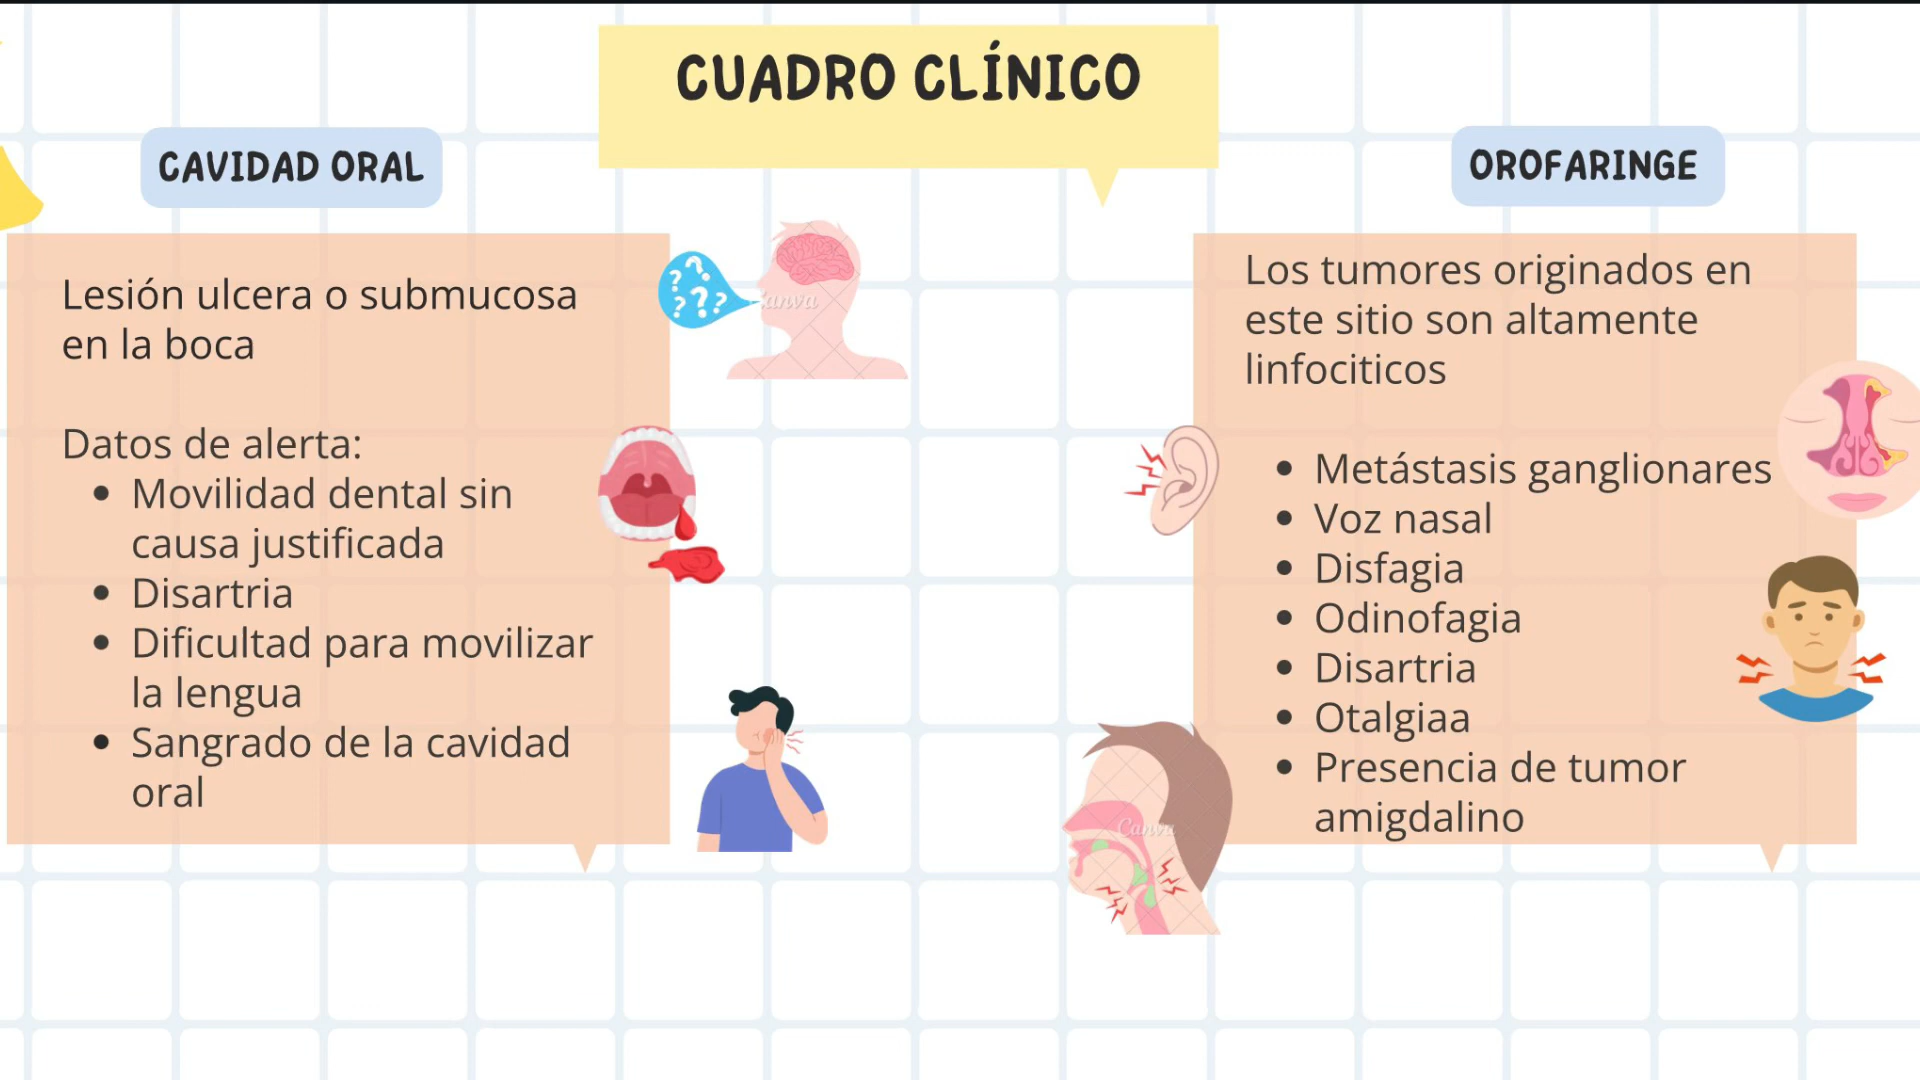 CUADRO CLÍNICO
CAVIDAD ORAL
Lesión ulcera o submucosa
en la boca
Datos de alerta:
• Movilidad dental sin
causa justificada
• Disartria
• Dificultad para movilizar
la lengua
• Sangrado de la cavidad
oral
????? 
Canva
Canva
OROFARINGE
Los tumores originados en
este sitio son altamente
linfociticos
• Metástasis ganglionares
• Voz nasal
• Disfagia
• Odinofagia
• Disartria
• Otalgiaa
• Presencia de tumor
amigdalino